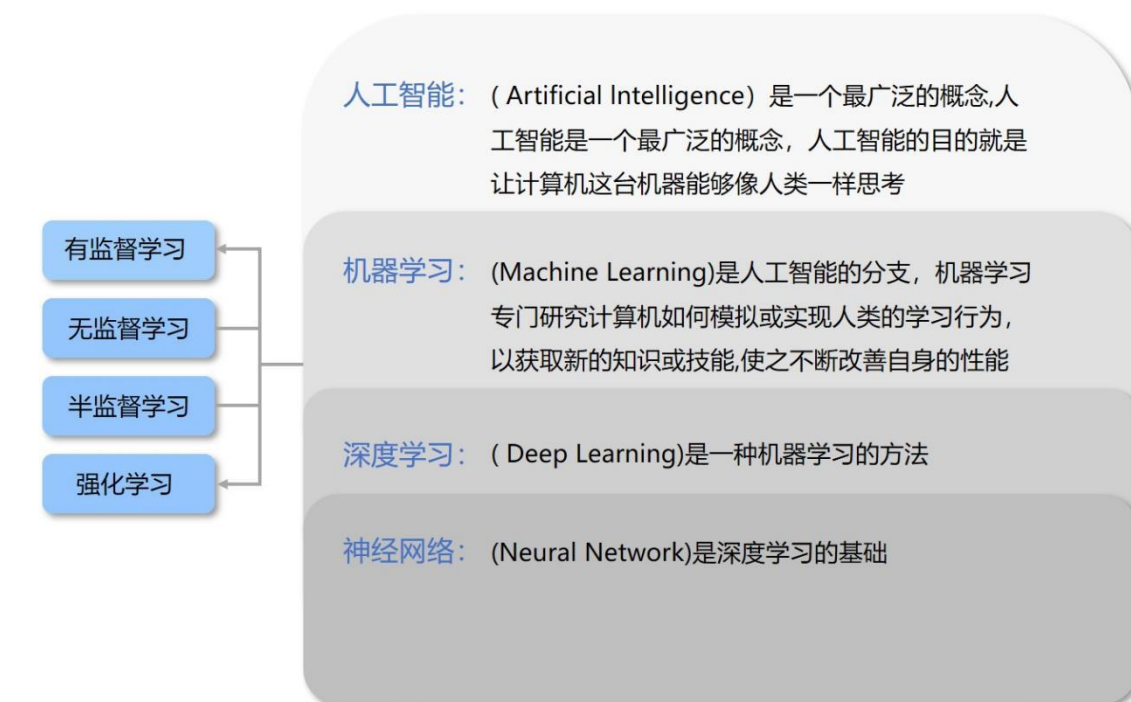 人工智能： ( Artificial Intelligence）是一个最广泛的概念,人
工智能是一个最广泛的概念，人工智能的目的就是
让计算机这台机器能够像人类一样思考
有监督学习
无监督学习
半监督学习
强化学习
机器学习： (Machine Learning)是人工智能的分支，机器学习
专门研究计算机如何模拟或实现人类的学习行为，
以获取新的知识或技能,使之不断改善自身的性能
深度学习： ( Deep Learning)是一种机器学习的方法
神经网络： (Neural Network)是深度学习的基础